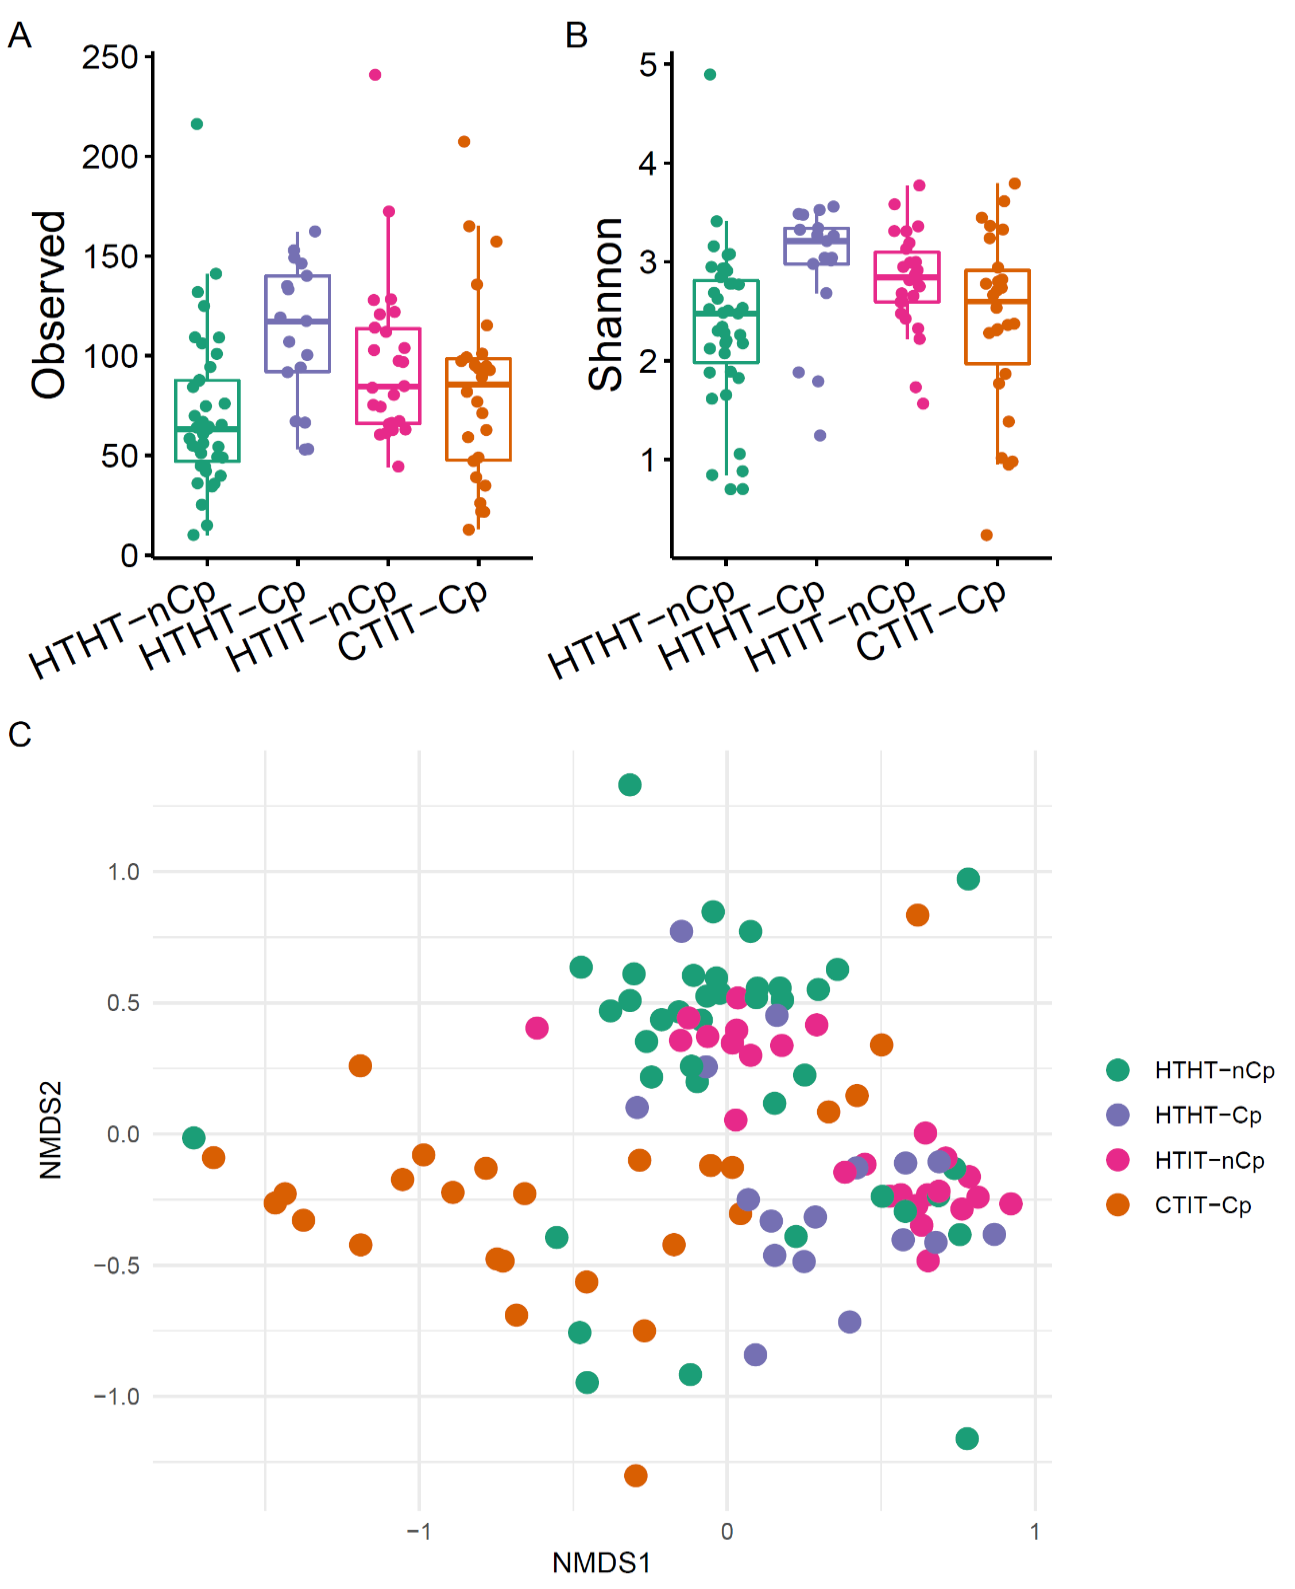 A
B
250
200
150
100
50
0
Observed
HTHT−nCp
HTHT−Cp
HTIT−nCp
CTIT−Cp
5
4
3
2
1
Shannon
HTHT−nCp
HTHT−Cp
HTIT−nCp
CTIT−Cp
C
1.0
0.5
0.0
−0.5
−1.0
NMDS2
−1
0
1
NMDS1
HTHT−nCp
HTHT−Cp
HTIT−nCp
CTIT−Cp